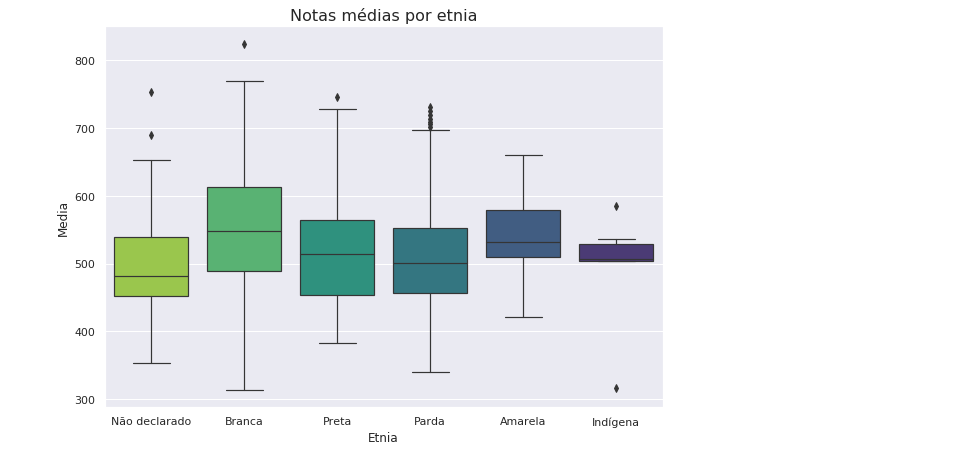 Notas médias por etnia
Media
800
700
600
500
400
300
Não declarado Branca Preta Parda Amarela Indígena
Etnia